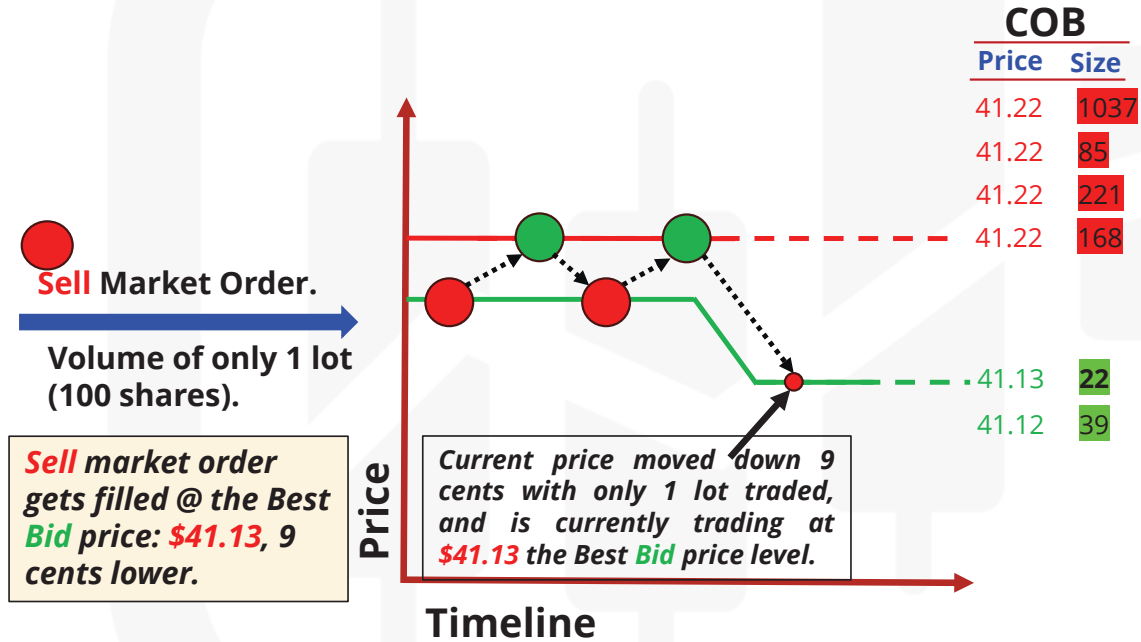 COB
Price Size
41.22 1037
41.22 85
41.22 221
41.22 168
41.13 22
41.12 39
Sell Market Order.
Volume of only 1 lot
(100 shares).
Sell market order
gets filled @ the Best
Bid price: $41.13, 9
cents lower.
Price
Current price moved down 9
cents with only 1 lot traded,
and is currently trading at
$41.13 the Best Bid price level.
Timeline